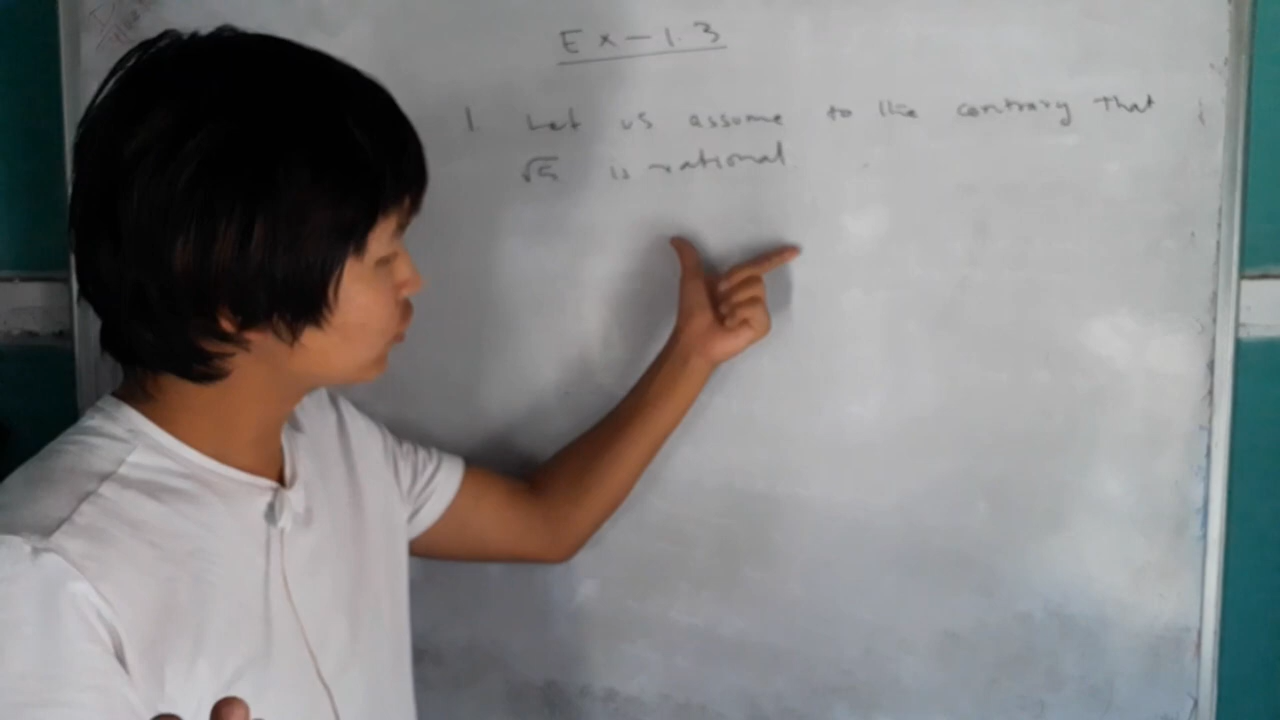 Ex-1.3
1 Let us assume to the contrary that
√5 is rational